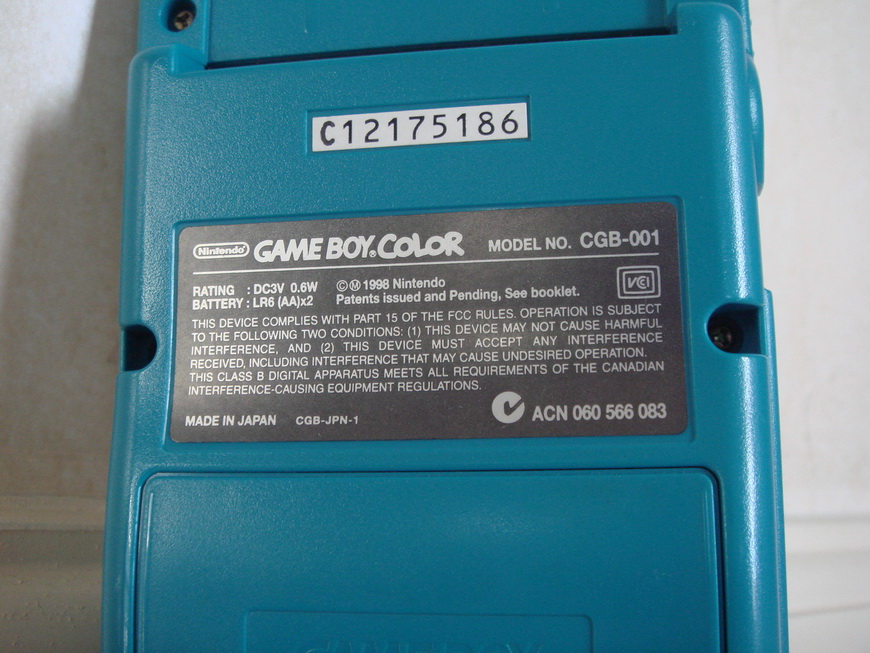 C12175186
Nintendo GAME BOY COLOR MODEL NO. CGB-001
RATING : DC3V 0.6W ©Ⓜ 1998 Nintendo
BATTERY : LR6 (AA)x2 Patents issued and Pending, See booklet.
VCI
THIS DEVICE COMPLIES WITH PART 15 OF THE FCC RULES. OPERATION IS SUBJECT
TO THE FOLLOWING TWO CONDITIONS: (1) THIS DEVICE MAY NOT CAUSE HARMFUL
INTERFERENCE, AND (2) THIS DEVICE MUST ACCEPT ANY INTERFERENCE
RECEIVED, INCLUDING INTERFERENCE THAT MAY CAUSE UNDESIRED OPERATION.
THIS CLASS B DIGITAL APPARATUS MEETS ALL REQUIREMENTS OF THE CANADIAN
INTERFERENCE-CAUSING EQUIPMENT REGULATIONS.
MADE IN JAPAN CGB-JPN-1 ACN 060 566 083